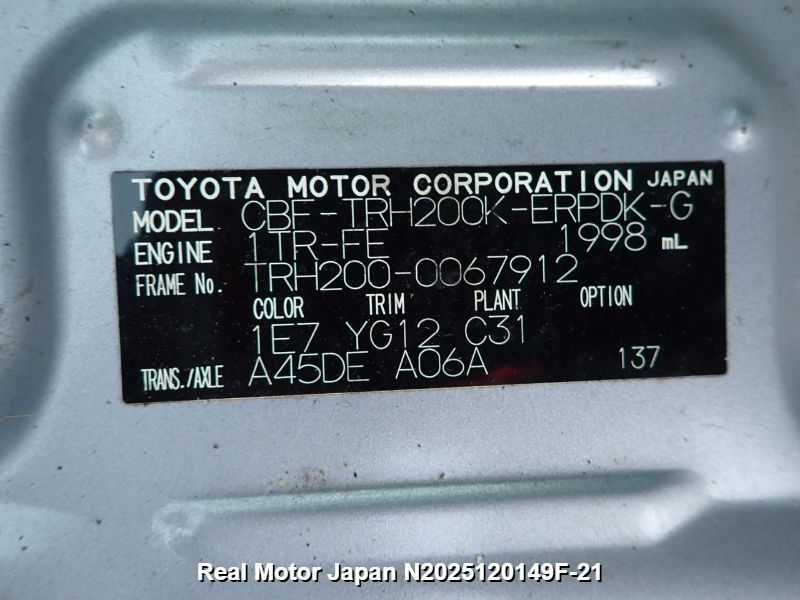 TOYOTA MOTOR CORPORATION JAPAN
MODEL CBF-TRH200K-ERPDK-G
ENGINE 1TR-FE 1998 mL
FRAME No. TRH200-0067912
COLOR TRIM PLANT OPTION
1E7 YG12 C31
TRANS./AXLE A45DE A06A 137
Real Motor Japan N2025120149F-21